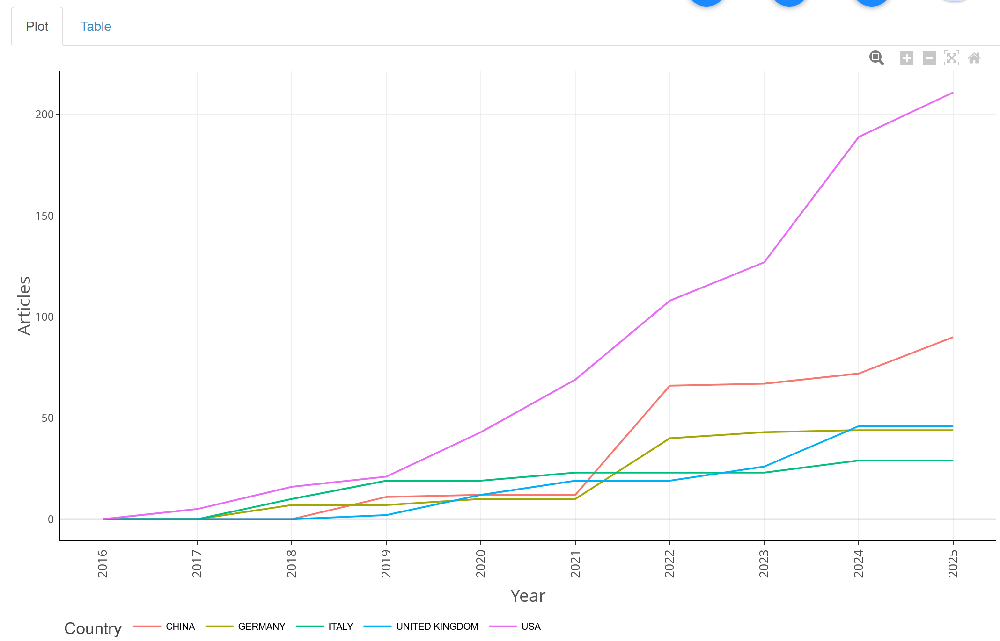 Plot Table
200
150
100
50
0
Articles
2016 2017 2018 2019 2020 2021 2022 2023 2024 2025
Year
Country CHINA GERMANY ITALY UNITED KINGDOM USA